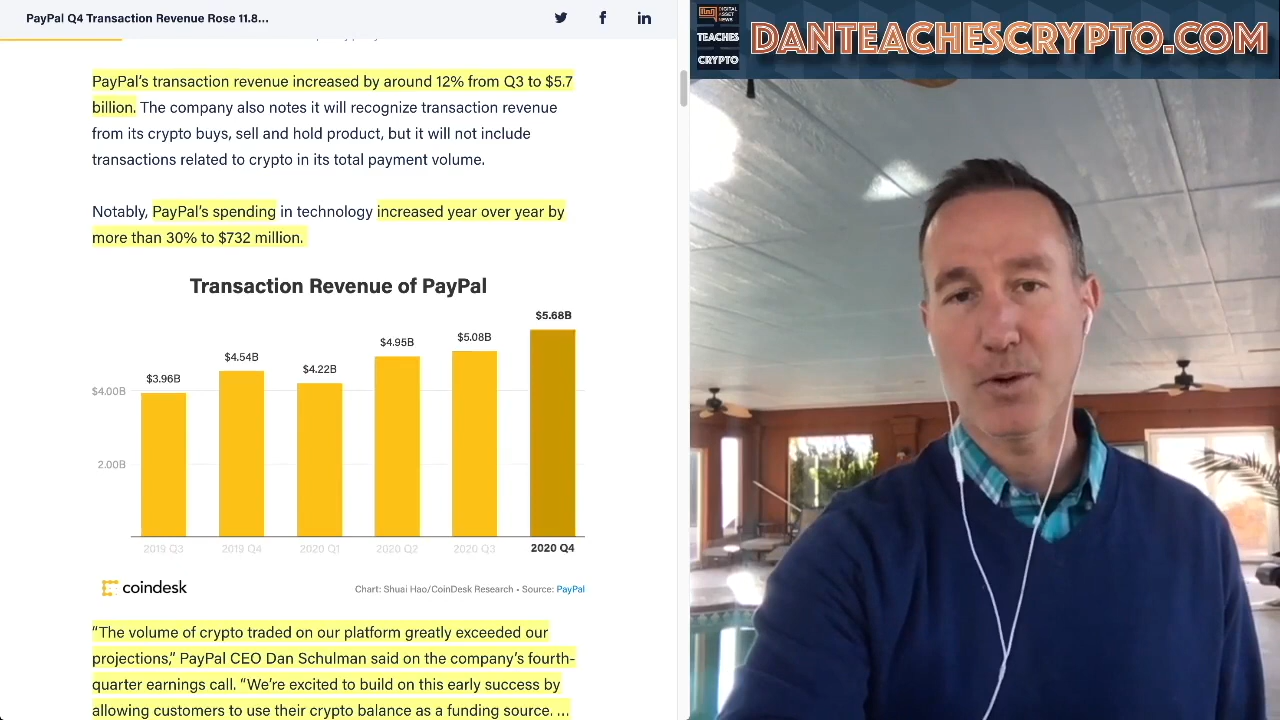 PayPal Q4 Transaction Revenue Rose 11.8...
PayPal's transaction revenue increased by around 12% from Q3 to $5.7
billion. The company also notes it will recognize transaction revenue
from its crypto buys, sell and hold product, but it will not include
transactions related to crypto in its total payment volume.
Notably, PayPal's spending in technology increased year over year by
more than 30% to $732 million.
Transaction Revenue of PayPal
$5.68B
$5.08B
$4.95B
$4.54B
$4.22B
$3.96B
$4.00B
2.00B
2019 Q3 2019 Q4 2020 Q1 2020 Q2 2020 Q3 2020 Q4
coindesk
Chart: Shuai Hao/CoinDesk Research • Source: PayPal
“The volume of crypto traded on our platform greatly exceeded our
projections,” PayPal CEO Dan Schulman said on the company’s fourth-
quarter earnings call. “We’re excited to build on this early success by
allowing customers to use their crypto balance as a funding source. ...
DIGITAL
ASSET
NEWS
TEACHES
CRYPTO
DANTEACHESCRYPTO.COM